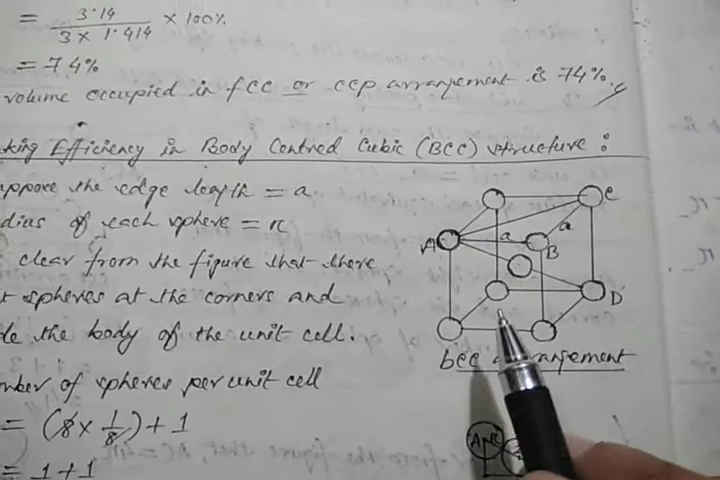 = 3.14 / 3 × 1.414 × 100%
= 74%
volume occupied in fcc or ccp arrangement is 74%.
king Efficiency in Body Centred Cubic (BCC) structure :
ppose the edge length = a
dius of each sphere = r
clear from the figure that there
spheres at the corners and
de the body of the unit cell.
mber of spheres per unit cell
= (8 × 1/8) + 1
= 1 + 1
A
a
B
a
C
D
bcc arrangement